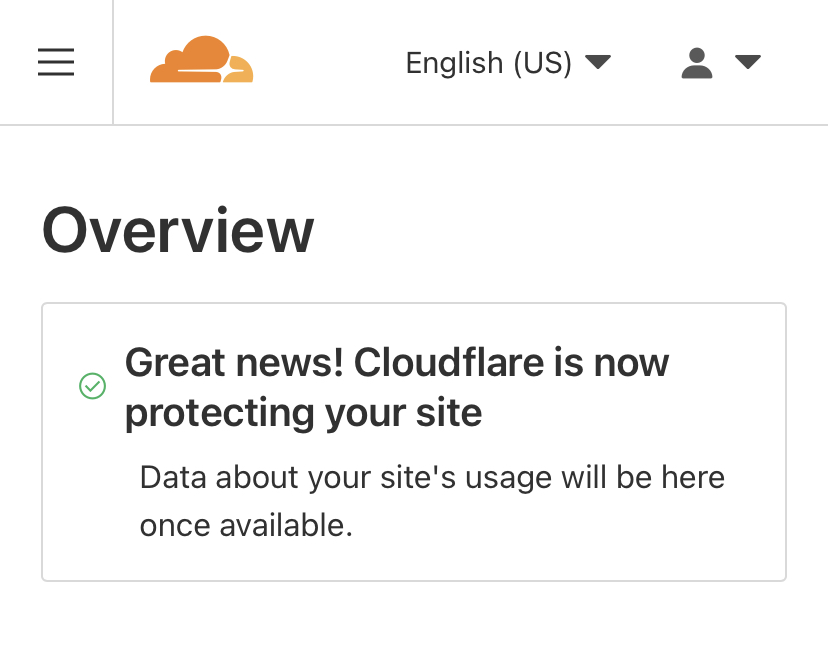 English (US)
Overview
Great news! Cloudflare is now
protecting your site
Data about your site's usage will be here
once available.